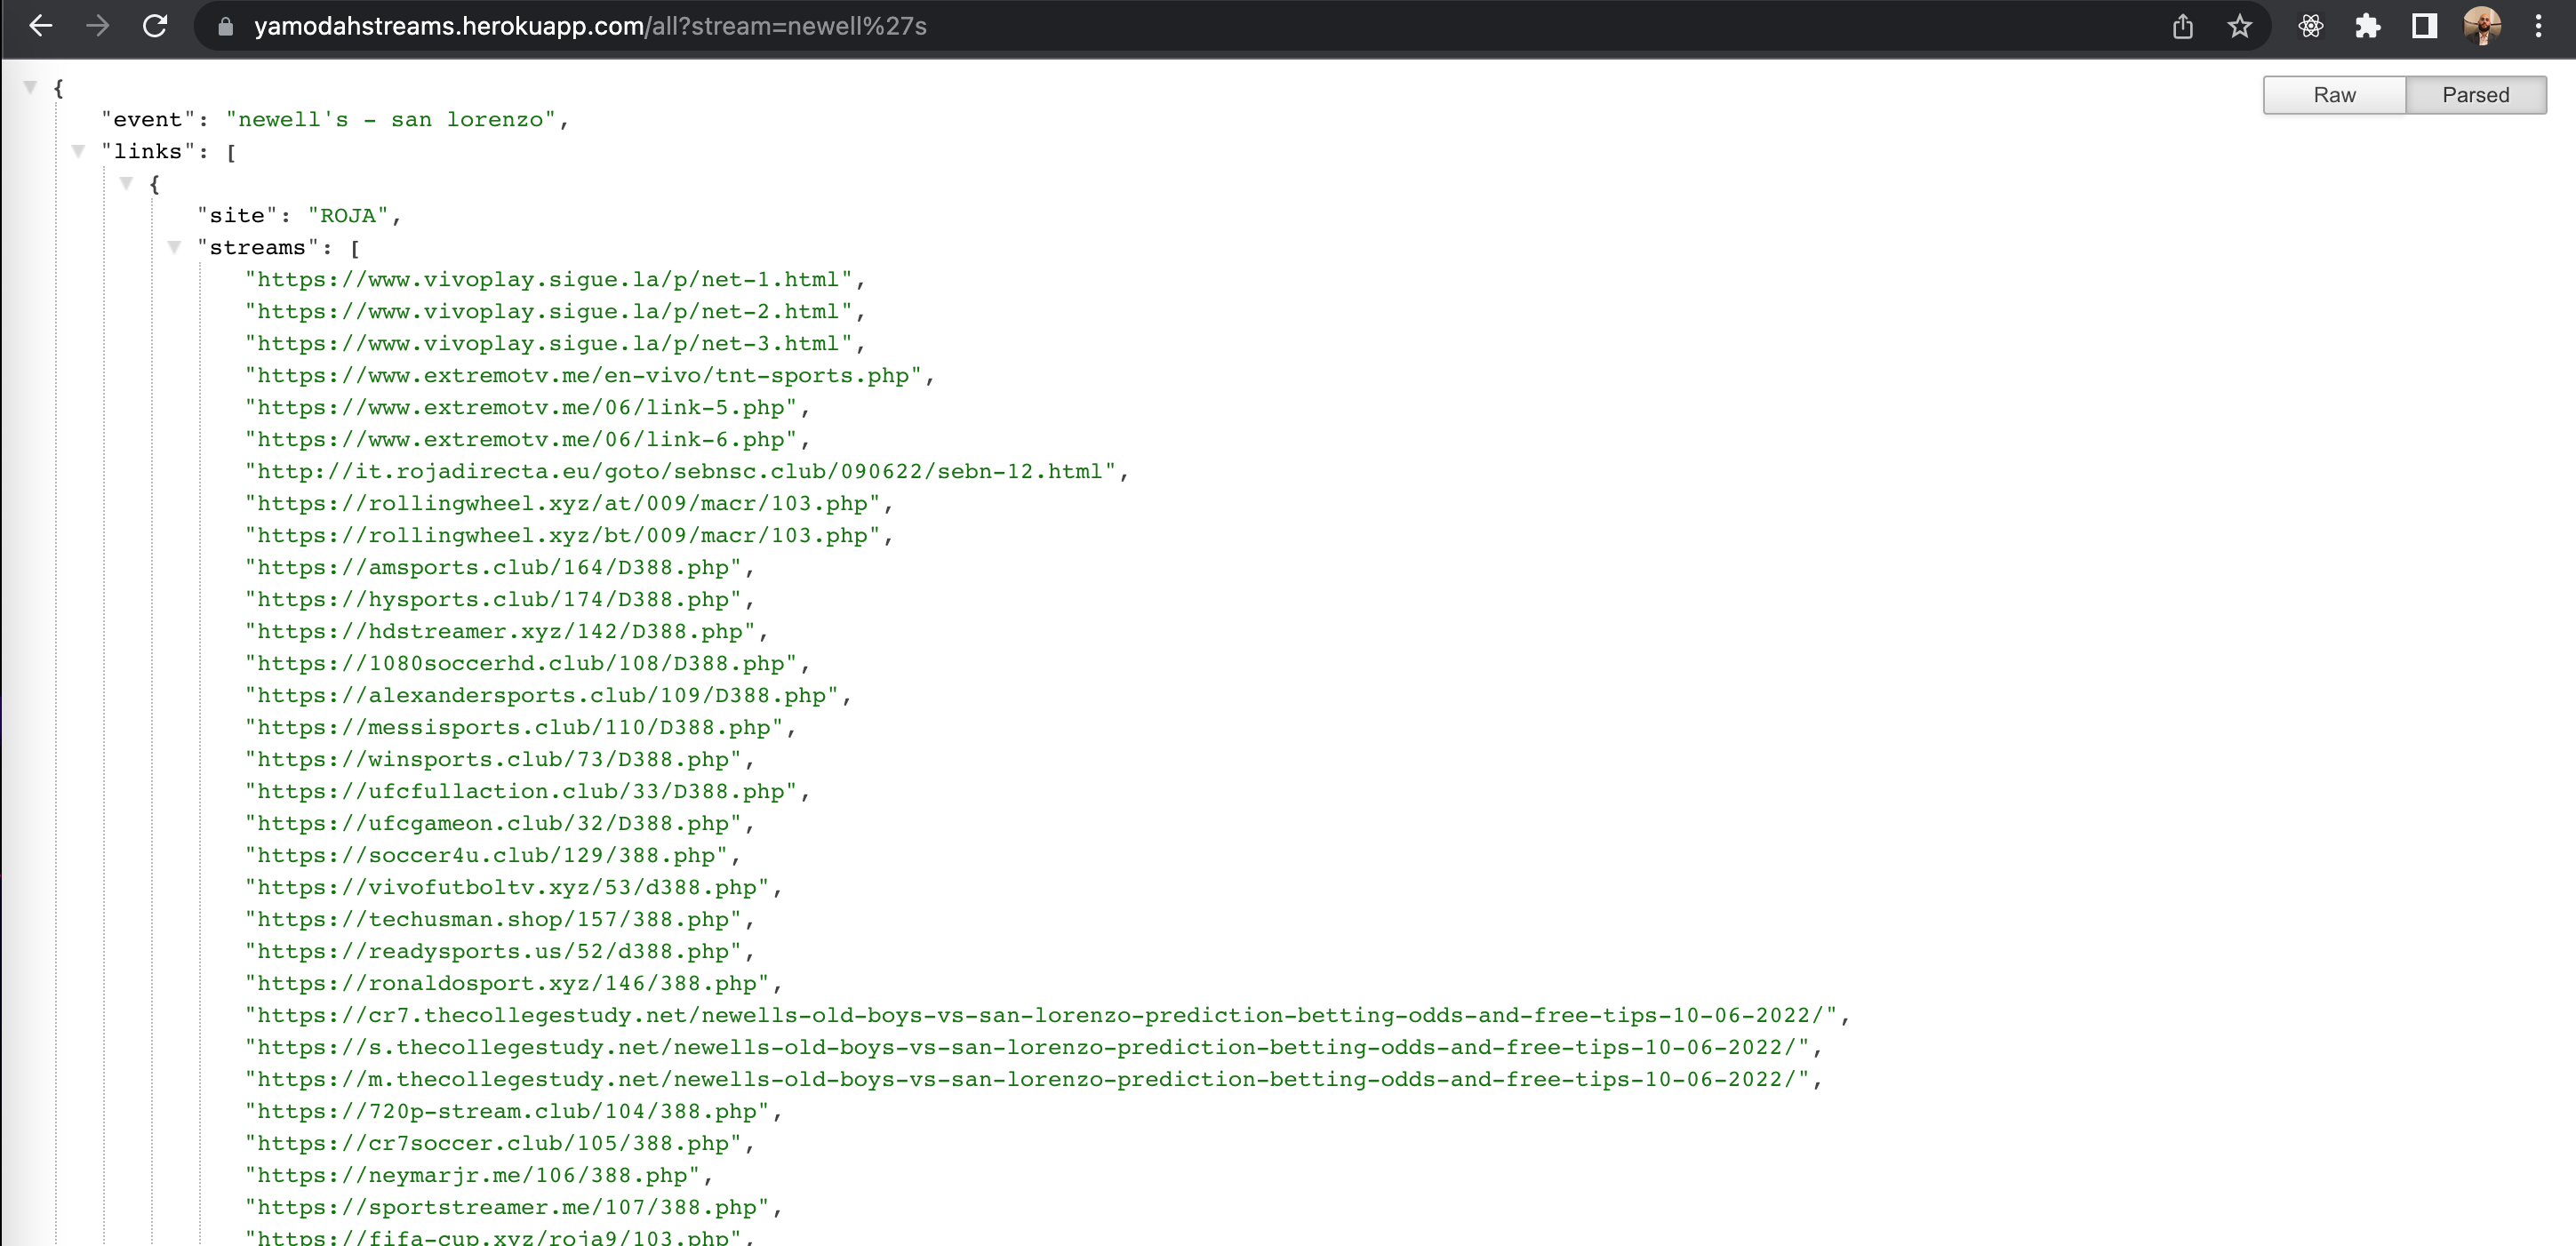 yamodahstreams.herokuapp.com/all?stream=newell%27s
Raw
Parsed
{
"event": "newell's - san lorenzo",
"links": [
{
"site": "ROJA",
"streams": [
"https://www.vivoplay.sigue.la/p/net-1.html",
"https://www.vivoplay.sigue.la/p/net-2.html",
"https://www.vivoplay.sigue.la/p/net-3.html",
"https://www.extremotv.me/en-vivo/tnt-sports.php",
"https://www.extremotv.me/06/link-5.php",
"https://www.extremotv.me/06/link-6.php",
"http://it.rojadirecta.eu/goto/sebnsc.club/090622/sebn-12.html",
"https://rollingwheel.xyz/at/009/macr/103.php",
"https://rollingwheel.xyz/bt/009/macr/103.php",
"https://amsports.club/164/D388.php",
"https://hysports.club/174/D388.php",
"https://hdstreamer.xyz/142/D388.php",
"https://1080soccerhd.club/108/D388.php",
"https://alexandersports.club/109/D388.php",
"https://messisports.club/110/D388.php",
"https://winsports.club/73/D388.php",
"https://ufcfullaction.club/33/D388.php",
"https://ufcgameon.club/32/D388.php",
"https://soccer4u.club/129/388.php",
"https://vivofutboltv.xyz/53/d388.php",
"https://techusman.shop/157/388.php",
"https://readysports.us/52/d388.php",
"https://ronaldosport.xyz/146/388.php",
"https://cr7.thecollegestudy.net/newells-old-boys-vs-san-lorenzo-prediction-betting-odds-and-free-tips-10-06-2022/",
"https://s.thecollegestudy.net/newells-old-boys-vs-san-lorenzo-prediction-betting-odds-and-free-tips-10-06-2022/",
"https://m.thecollegestudy.net/newells-old-boys-vs-san-lorenzo-prediction-betting-odds-and-free-tips-10-06-2022/",
"https://720p-stream.club/104/388.php",
"https://cr7soccer.club/105/388.php",
"https://neymarjr.me/106/388.php",
"https://sportstreamer.me/107/388.php",
"https://fifa-cup.xyz/roja9/103.php",